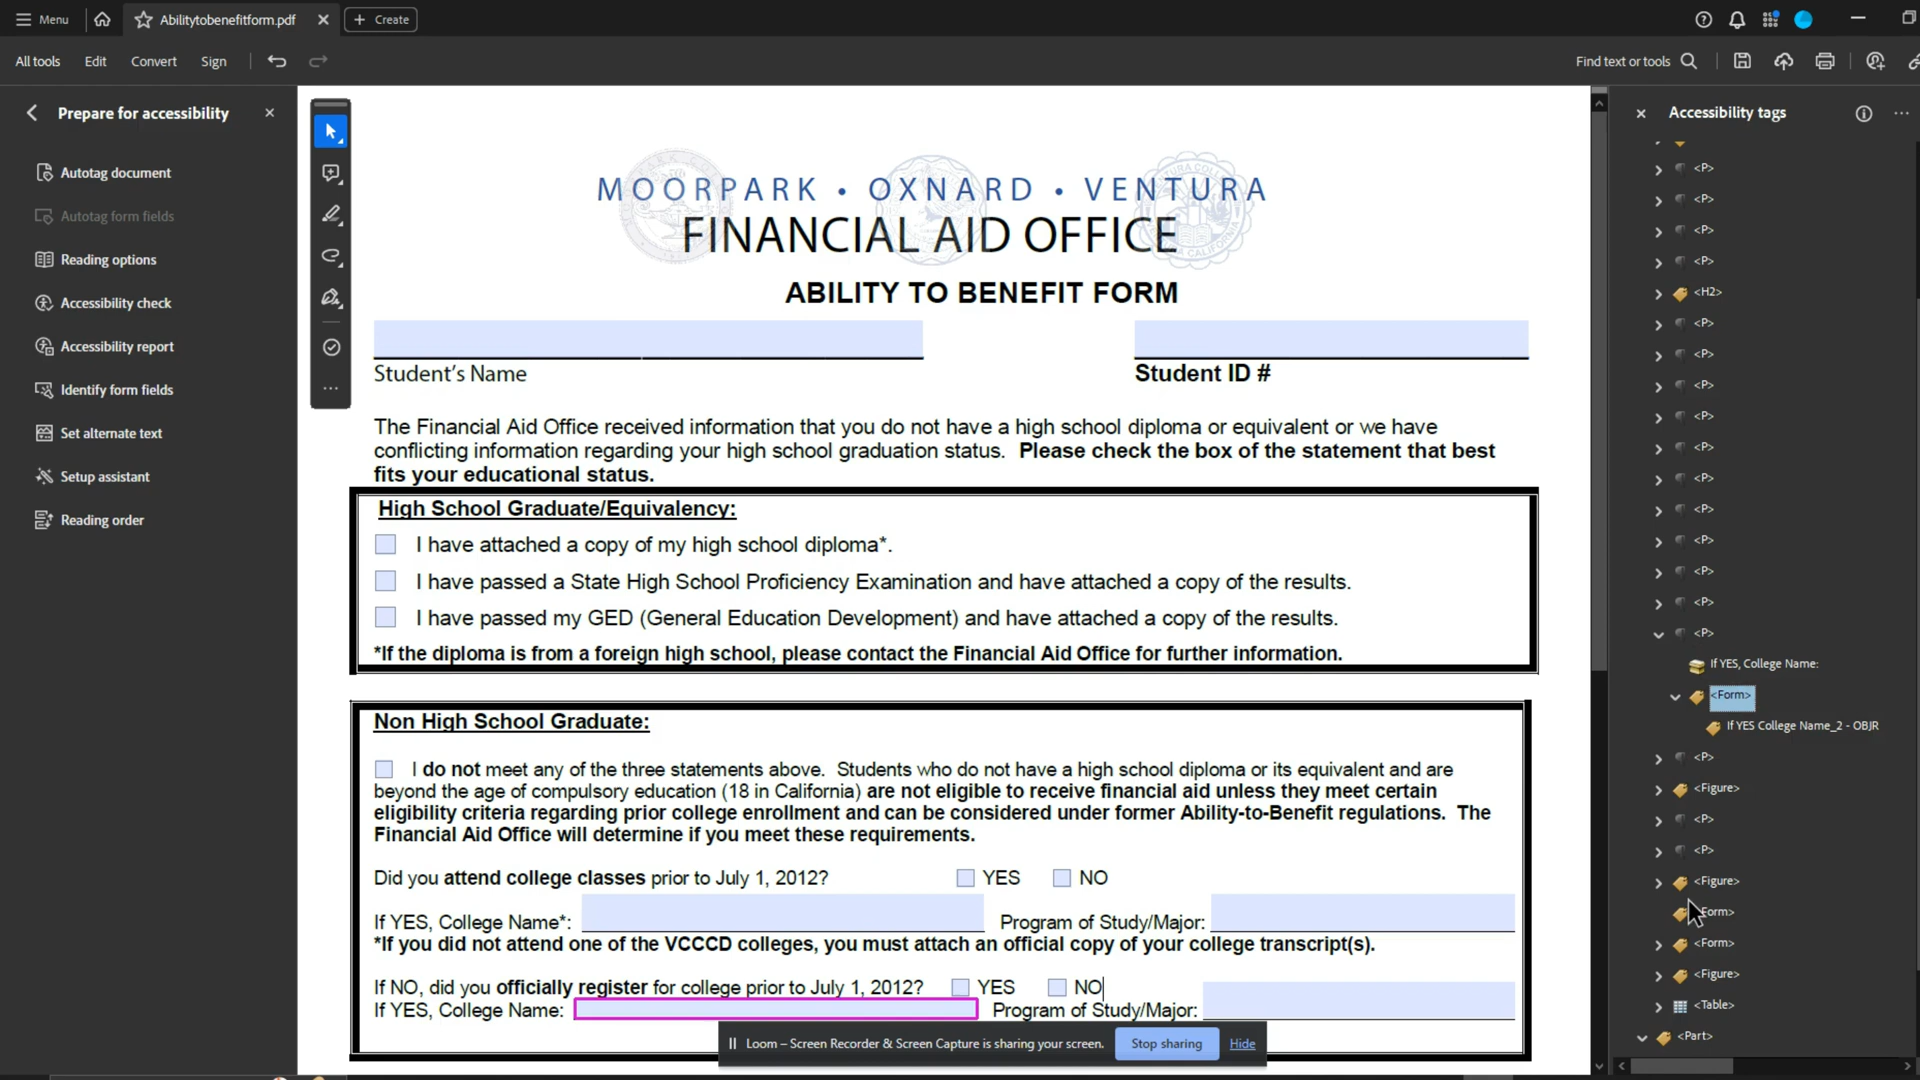 Menu
Abilitytobenefitform.pdf
Create
All tools
Edit
Convert
Sign
Find text or tools
Prepare for accessibility
Autotag document
Autotag form fields
Reading options
Accessibility check
Accessibility report
Identify form fields
Set alternate text
Setup assistant
Reading order
MOORPARK • OXNARD • VENTURA
FINANCIAL AID OFFICE
ABILITY TO BENEFIT FORM
Student's Name
Student ID #
The Financial Aid Office received information that you do not have a high school diploma or equivalent or we have
conflicting information regarding your high school graduation status. Please check the box of the statement that best
fits your educational status.
High School Graduate/Equivalency:
I have attached a copy of my high school diploma*.
I have passed a State High School Proficiency Examination and have attached a copy of the results.
I have passed my GED (General Education Development) and have attached a copy of the results.
*If the diploma is from a foreign high school, please contact the Financial Aid Office for further information.
Non High School Graduate:
I do not meet any of the three statements above. Students who do not have a high school diploma or its equivalent and are
beyond the age of compulsory education (18 in California) are not eligible to receive financial aid unless they meet certain
eligibility criteria regarding prior college enrollment and can be considered under former Ability-to-Benefit regulations. The
Financial Aid Office will determine if you meet these requirements.
Did you attend college classes prior to July 1, 2012? YES NO
If YES, College Name*: Program of Study/Major:
*If you did not attend one of the VCCCD colleges, you must attach an official copy of your college transcript(s).
If NO, did you officially register for college prior to July 1, 2012? YES NO
If YES, College Name: Program of Study/Major:
Loom – Screen Recorder & Screen Capture is sharing your screen.
Stop sharing
Hide
Accessibility tags
<P>
<P>
<P>
<P>
<H2>
<P>
<P>
<P>
<P>
<P>
<P>
<P>
<P>
<P>
<P>
<P>
If YES, College Name:
<Form>
If YES College Name_2 - OBJR
<P>
<Figure>
<P>
<P>
<Figure>
Form>
<Form>
<Figure>
<Table>
<Part>